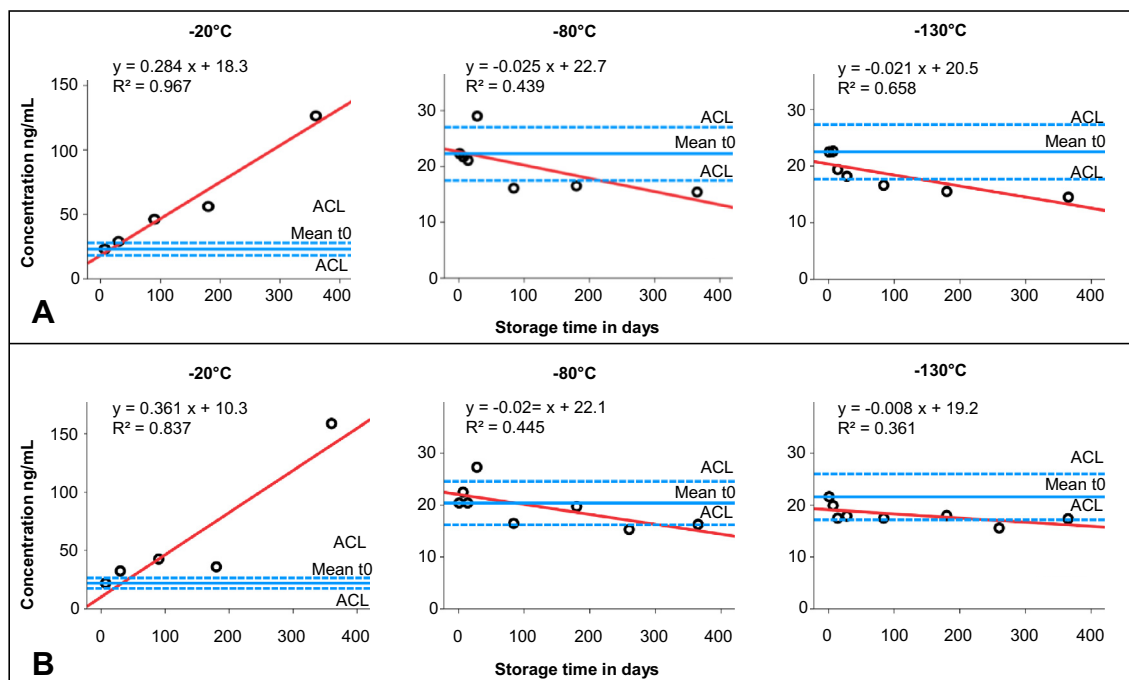 -20°C
-80°C
-130°C
y = 0.284 x + 18.3
R² = 0.967
y = -0.025 x + 22.7
R² = 0.439
y = -0.021 x + 20.5
R² = 0.658
Concentration ng/mL
150
100
50
0
ACL
Mean t0
ACL
0 100 200 300 400
30
20
10
0
ACL
Mean t0
ACL
0 100 200 300 400
30
20
10
0
ACL
Mean t0
ACL
0 100 200 300 400
A
Storage time in days
-20°C
-80°C
-130°C
y = 0.361 x + 10.3
R² = 0.837
y = -0.02= x + 22.1
R² = 0.445
y = -0.008 x + 19.2
R² = 0.361
Concentration ng/mL
150
100
50
0
ACL
Mean t0
ACL
0 100 200 300 400
30
20
10
0
ACL
Mean t0
ACL
0 100 200 300 400
30
20
10
0
ACL
Mean t0
ACL
0 100 200 300 400
B
Storage time in days